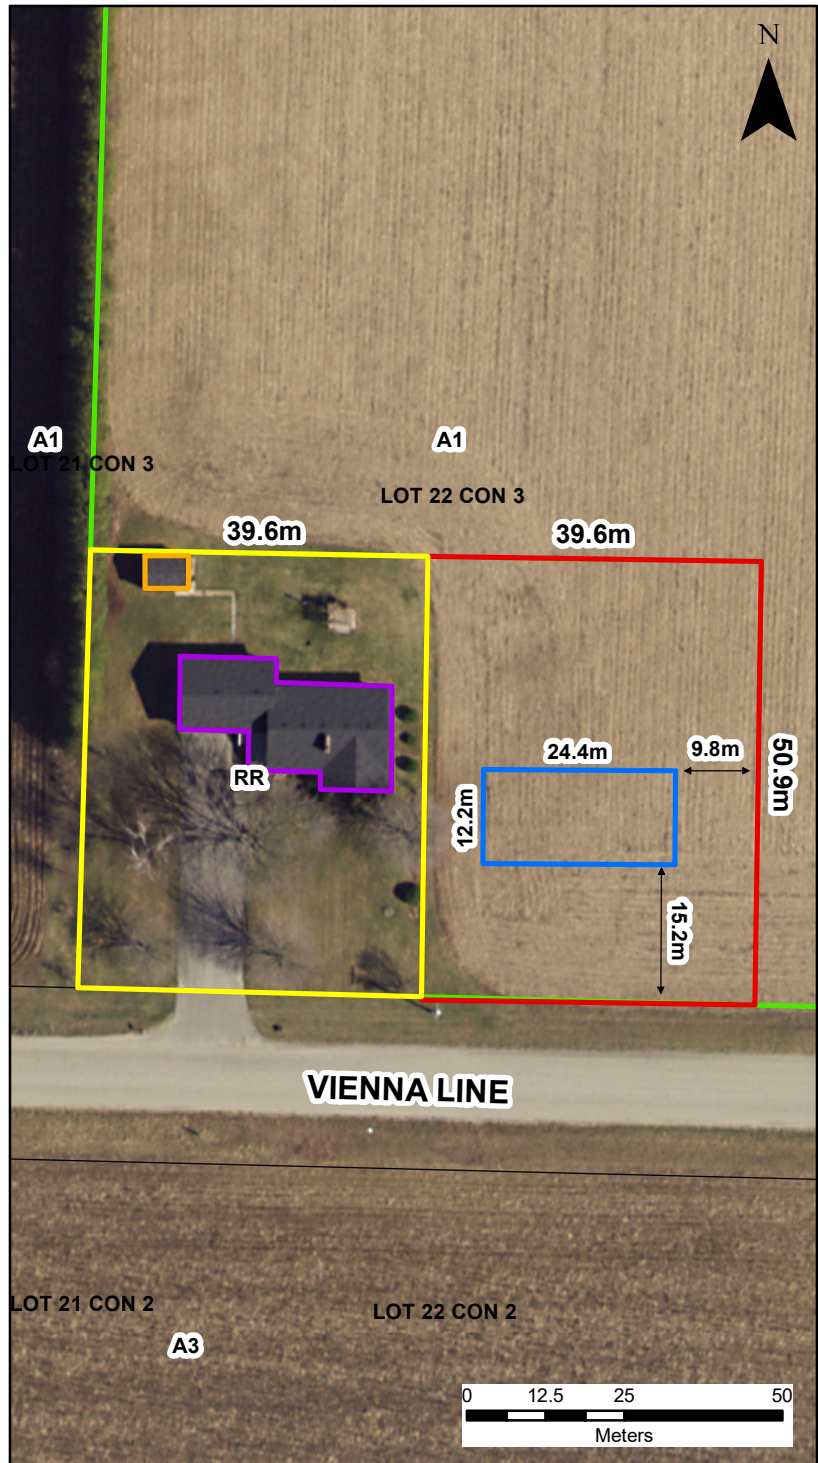 N
A1
A1
LOT 21 CON 3
LOT 22 CON 3
39.6m
39.6m
24.4m
9.8m
50.9m
RR
12.2m
15.2m
VIENNA LINE
LOT 21 CON 2
LOT 22 CON 2
A3
0 12.5 25 50
Meters